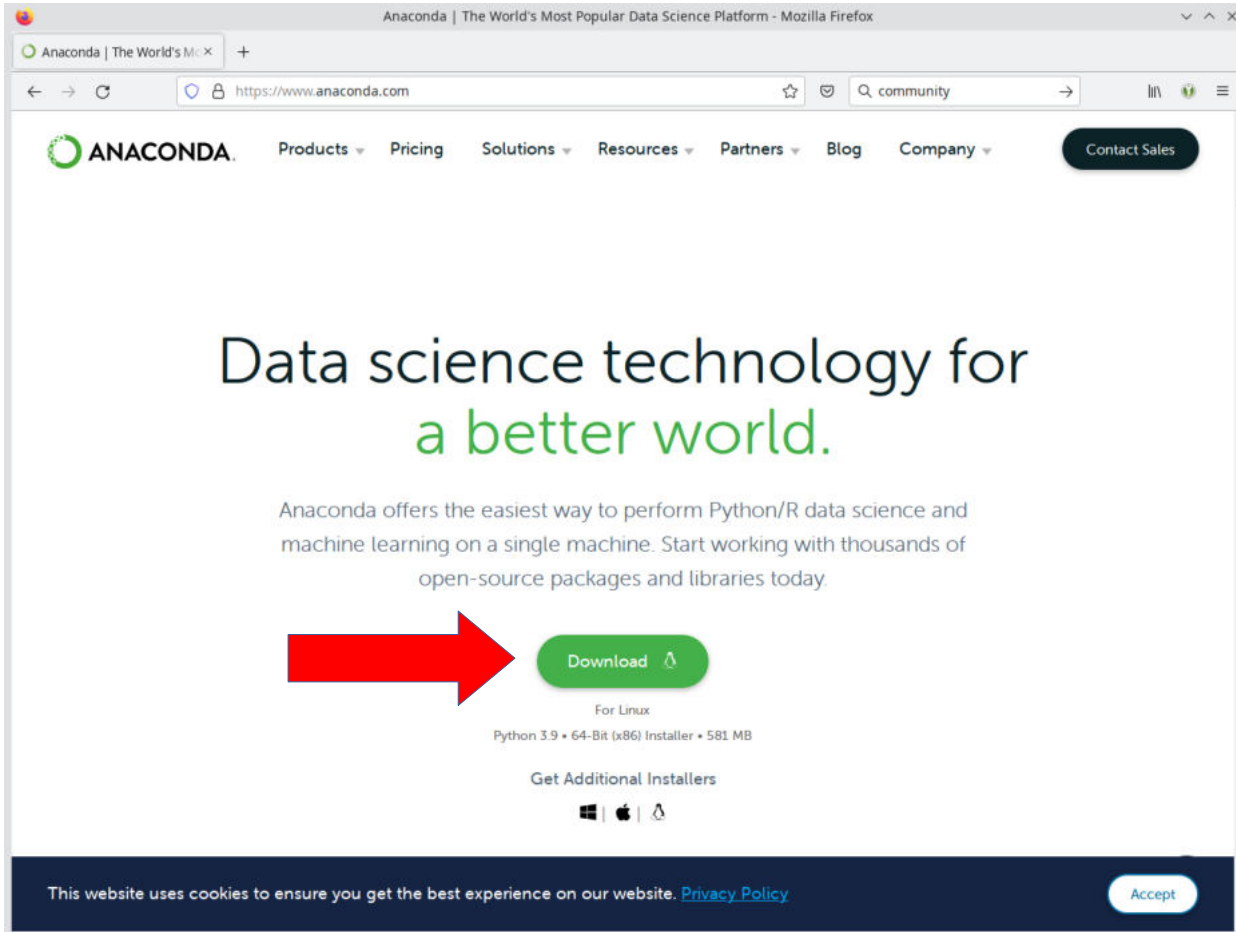 Anaconda | The World's Most Popular Data Science Platform - Mozilla Firefox
Anaconda | The World's Mc
https://www.anaconda.com
community
ANACONDA.
Products
Pricing
Solutions
Resources
Partners
Blog
Company
Contact Sales
Data science technology for
a better world.
Anaconda offers the easiest way to perform Python/R data science and
machine learning on a single machine. Start working with thousands of
open-source packages and libraries today.
Download
For Linux
Python 3.9 • 64-Bit (x86) Installer • 581 MB
Get Additional Installers
This website uses cookies to ensure you get the best experience on our website. Privacy Policy
Accept